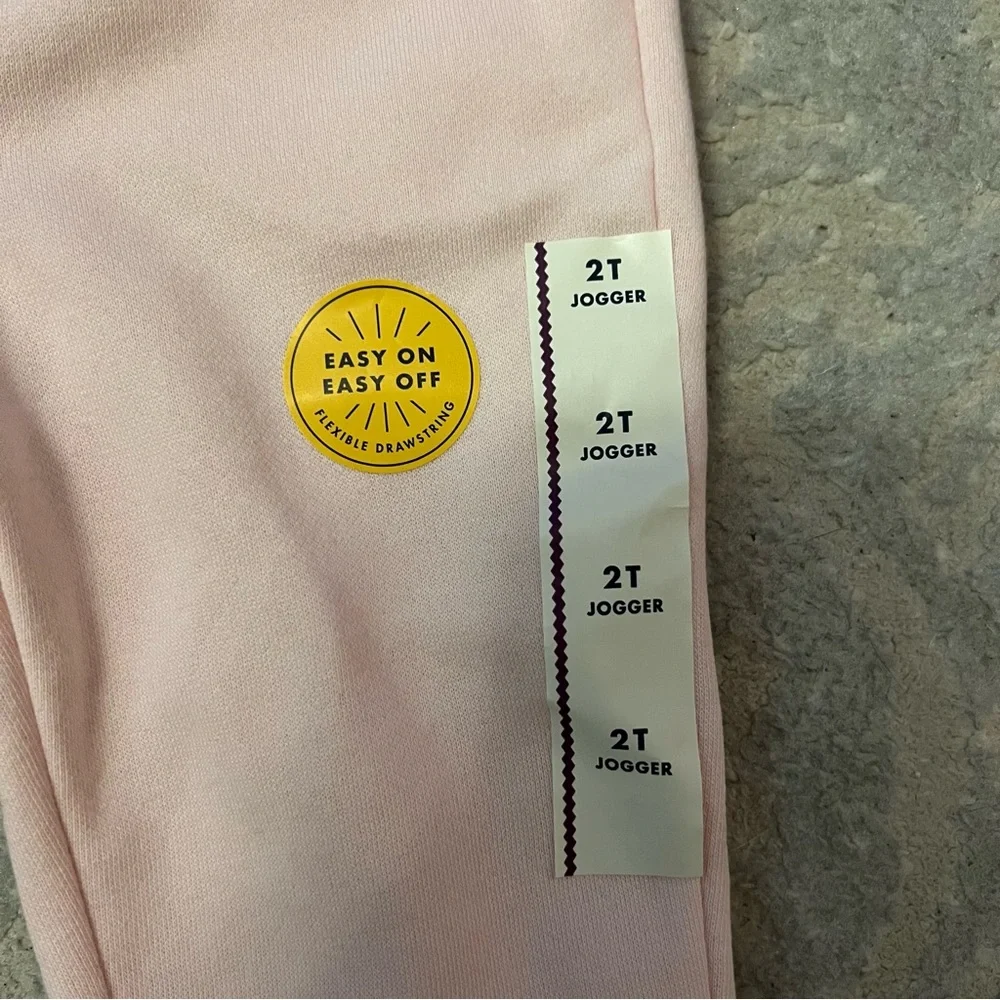 EASY ON
EASY OFF
FLEXIBLE DRAWSTRING
2T
JOGGER
2T
JOGGER
2T
JOGGER
2T
JOGGER